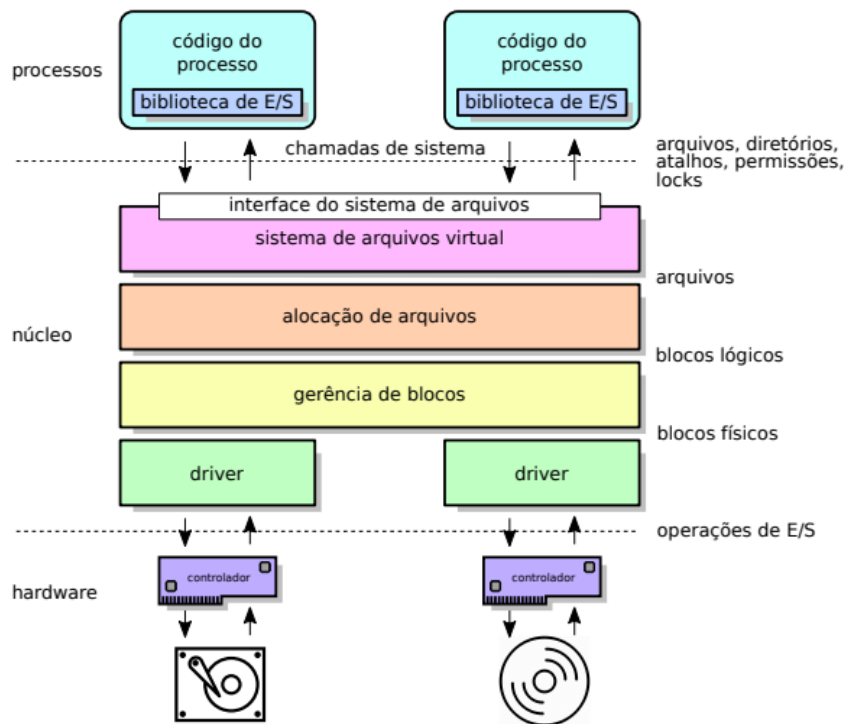 código do
processo
código do
processo
processos
biblioteca de E/S
biblioteca de E/S
chamadas de sistema
arquivos, diretórios,
atalhos, permissões,
locks
interface do sistema de arquivos
sistema de arquivos virtual
arquivos
núcleo
alocação de arquivos
blocos lógicos
gerência de blocos
blocos físicos
driver
driver
operações de E/S
hardware
controlador
controlador